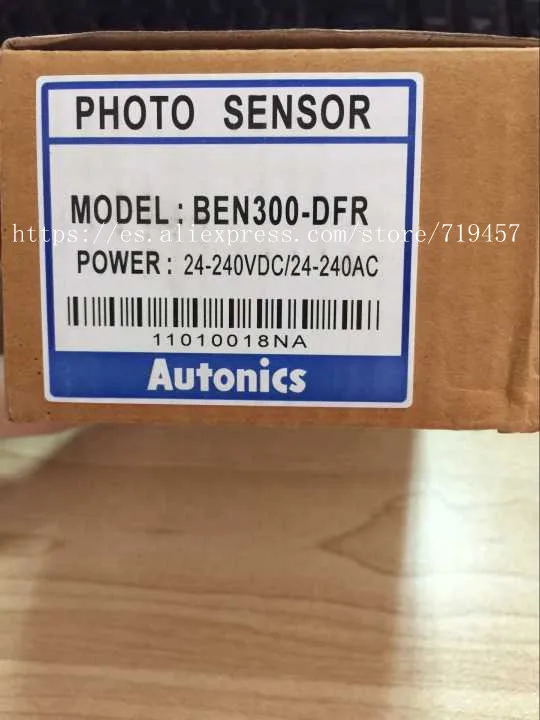 PHOTO SENSOR
MODEL: BEN300-DFR
https://es.aliexpress.com/store/719457
POWER: 24-240VDC/24-240AC
11010018NA
Autonics